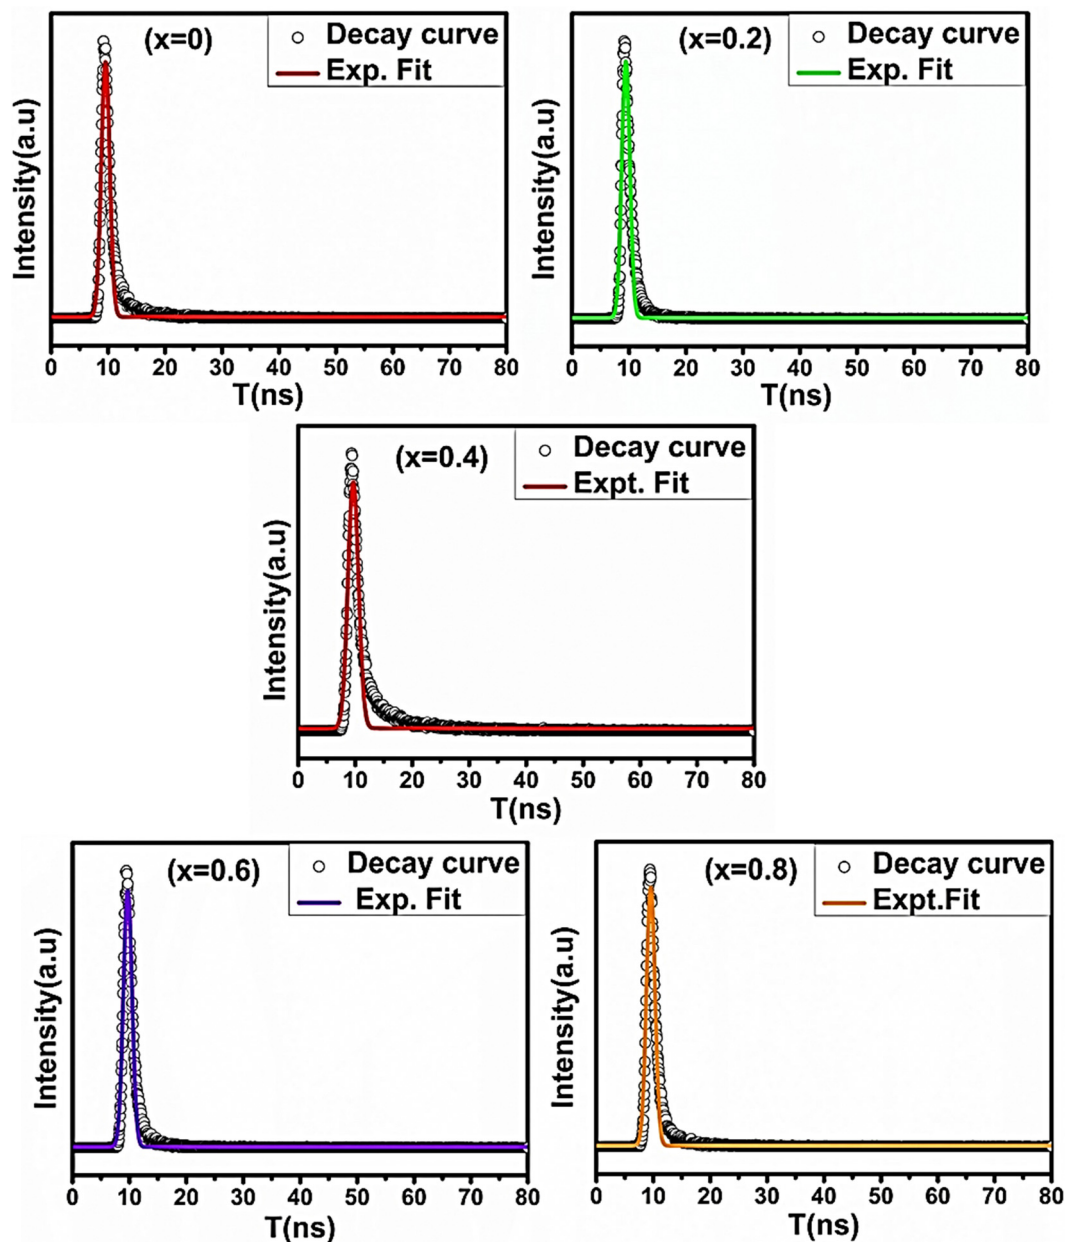 (x=0)
Decay curve
Exp. Fit
Intensity(a.u)
0 10 20 30 40 50 60 70 80
T(ns)
(x=0.2)
Decay curve
Exp. Fit
Intensity(a.u)
0 10 20 30 40 50 60 70 80
T(ns)
(x=0.4)
Decay curve
Expt. Fit
Intensity(a.u)
0 10 20 30 40 50 60 70 80
T(ns)
(x=0.6)
Decay curve
Exp. Fit
Intensity(a.u)
0 10 20 30 40 50 60 70 80
T(ns)
(x=0.8)
Decay curve
Expt.Fit
Intensity(a.u)
0 10 20 30 40 50 60 70 80
T(ns)